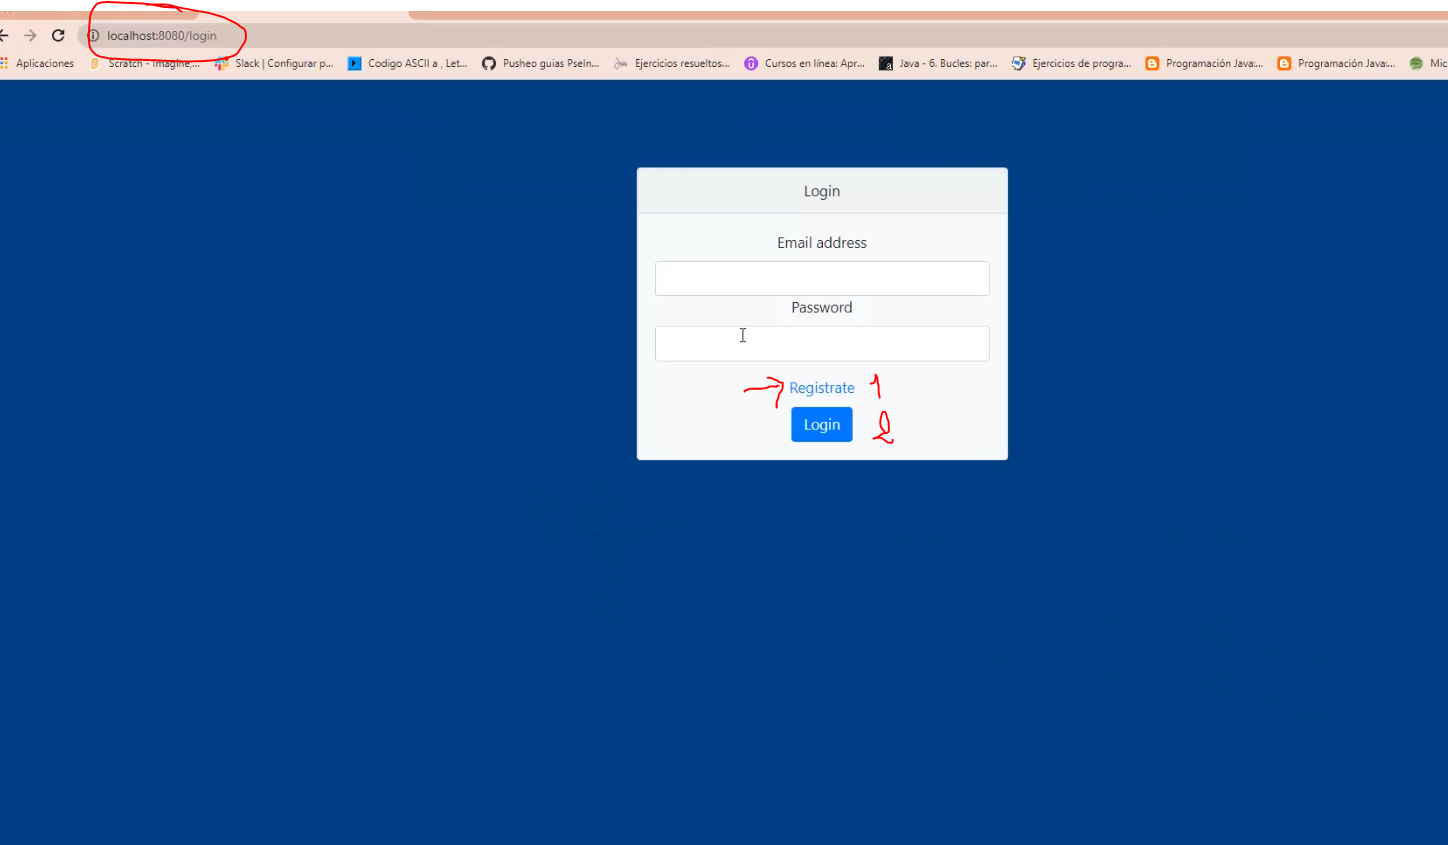 localhost:8080/login
Aplicaciones Scratch - Imagine,... Slack | Configurar p... Codigo ASCII a , Let... Pusheo guias PseIn... Ejercicios resueltos... Cursos en línea: Apr... Java - 6. Bucles: par... Ejercicios de progra... Programación Java:... Programación Java:... Mic
Login
Email address
Password
Registrate 1
Login 2